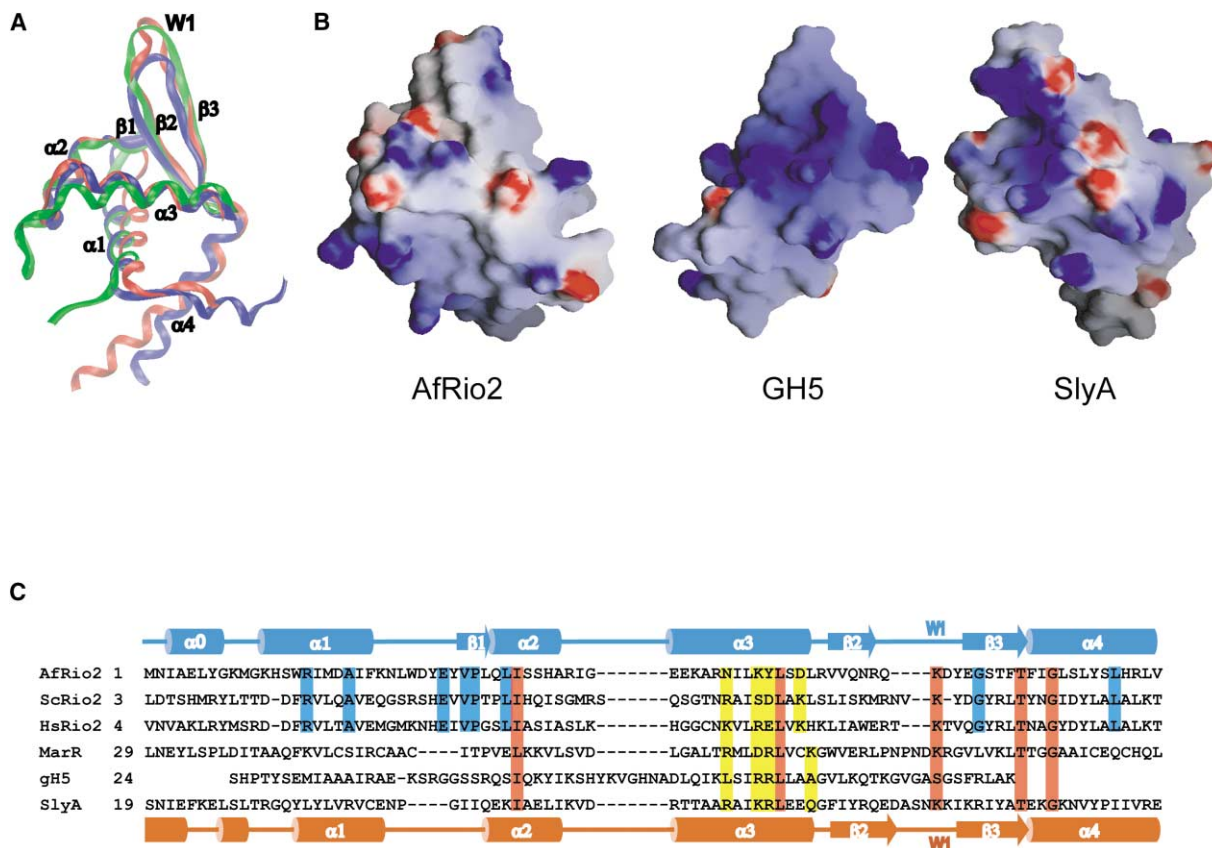 A
W1
β3
β1
β2
α2
α3
α1
α4
B
AfRio2
GH5
SlyA
C
α0 α1 β1 α2 α3 β2 W1 β3 α4
AfRio2 1 MNIAELYGKMGKHSWRIMDAIFKNLWDYEYVPLQLISSHARIG-------EEKARNILKYLSDLRVVQNRQ----KDYEGSTFTFIGLSLYSLHRLV
ScRio2 3 LDTSHMRYLTTD-DFRVLQAVEQGSRSHEVVPTPLIHQISGMRS------QSGTNRAISDLAKLSLISKMRNV---YDGYRLTYNGIDYLALKT
HsRio2 4 VNVAKLRYMSRD-DFRVLTAVEMGMKNHEIVPGSLIASIASLK-------HGGCNKVLRELVKHKLIAWERT---KTVQGYRLTNAGYDYLALKT
MarR 29 LNEYLSPLDITAAQFKVLCSIRCAAC----ITPVELKKVLSVD-------LGALTRMLDRLVCKGWVERLPNPNDKRGVLVKLTTGGAAICEQCHQL
gH5 24 SHPTYSEMIAAAIRAE-KSRGGSSRQSIQKYIKSHYKVGHNADLQIKLSIRRLLAAGVLKQTKGVGASGSFRLAK
SlyA 19 SNIEFKELSLTRGQYLYLVRVCENP----GIIQEKIAELIKVD-------RTTAARAIKRLEEQGFIYRQEDASNKKIKRIYATEKGKNVYPIIVRE
α1 α2 α3 β2 W1 β3 α4